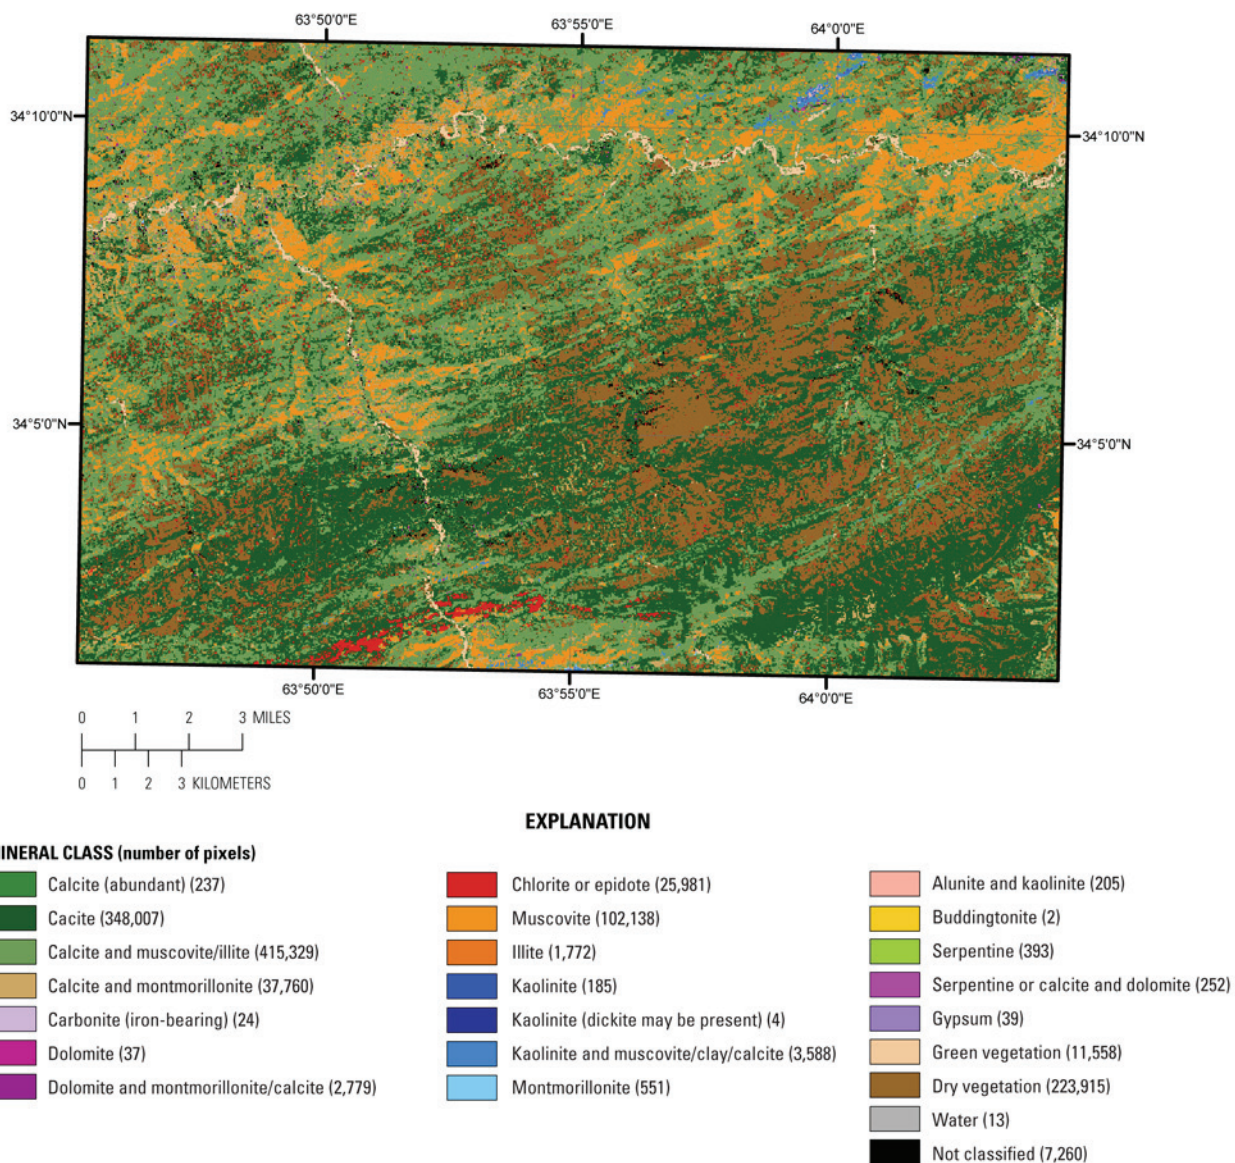 63°50'0"E
63°55'0"E
64°0'0"E
34°10'0"N
34°10'0"N
34°5'0"N
34°5'0"N
63°50'0"E
63°55'0"E
64°0'0"E
0 1 2 3 MILES
0 1 2 3 KILOMETERS
EXPLANATION
INERAL CLASS (number of pixels)
Calcite (abundant) (237)
Cacite (348,007)
Calcite and muscovite/illite (415,329)
Calcite and montmorillonite (37,760)
Carbonite (iron-bearing) (24)
Dolomite (37)
Dolomite and montmorillonite/calcite (2,779)
Chlorite or epidote (25,981)
Muscovite (102,138)
Illite (1,772)
Kaolinite (185)
Kaolinite (dickite may be present) (4)
Kaolinite and muscovite/clay/calcite (3,588)
Montmorillonite (551)
Alunite and kaolinite (205)
Buddingtonite (2)
Serpentine (393)
Serpentine or calcite and dolomite (252)
Gypsum (39)
Green vegetation (11,558)
Dry vegetation (223,915)
Water (13)
Not classified (7,260)